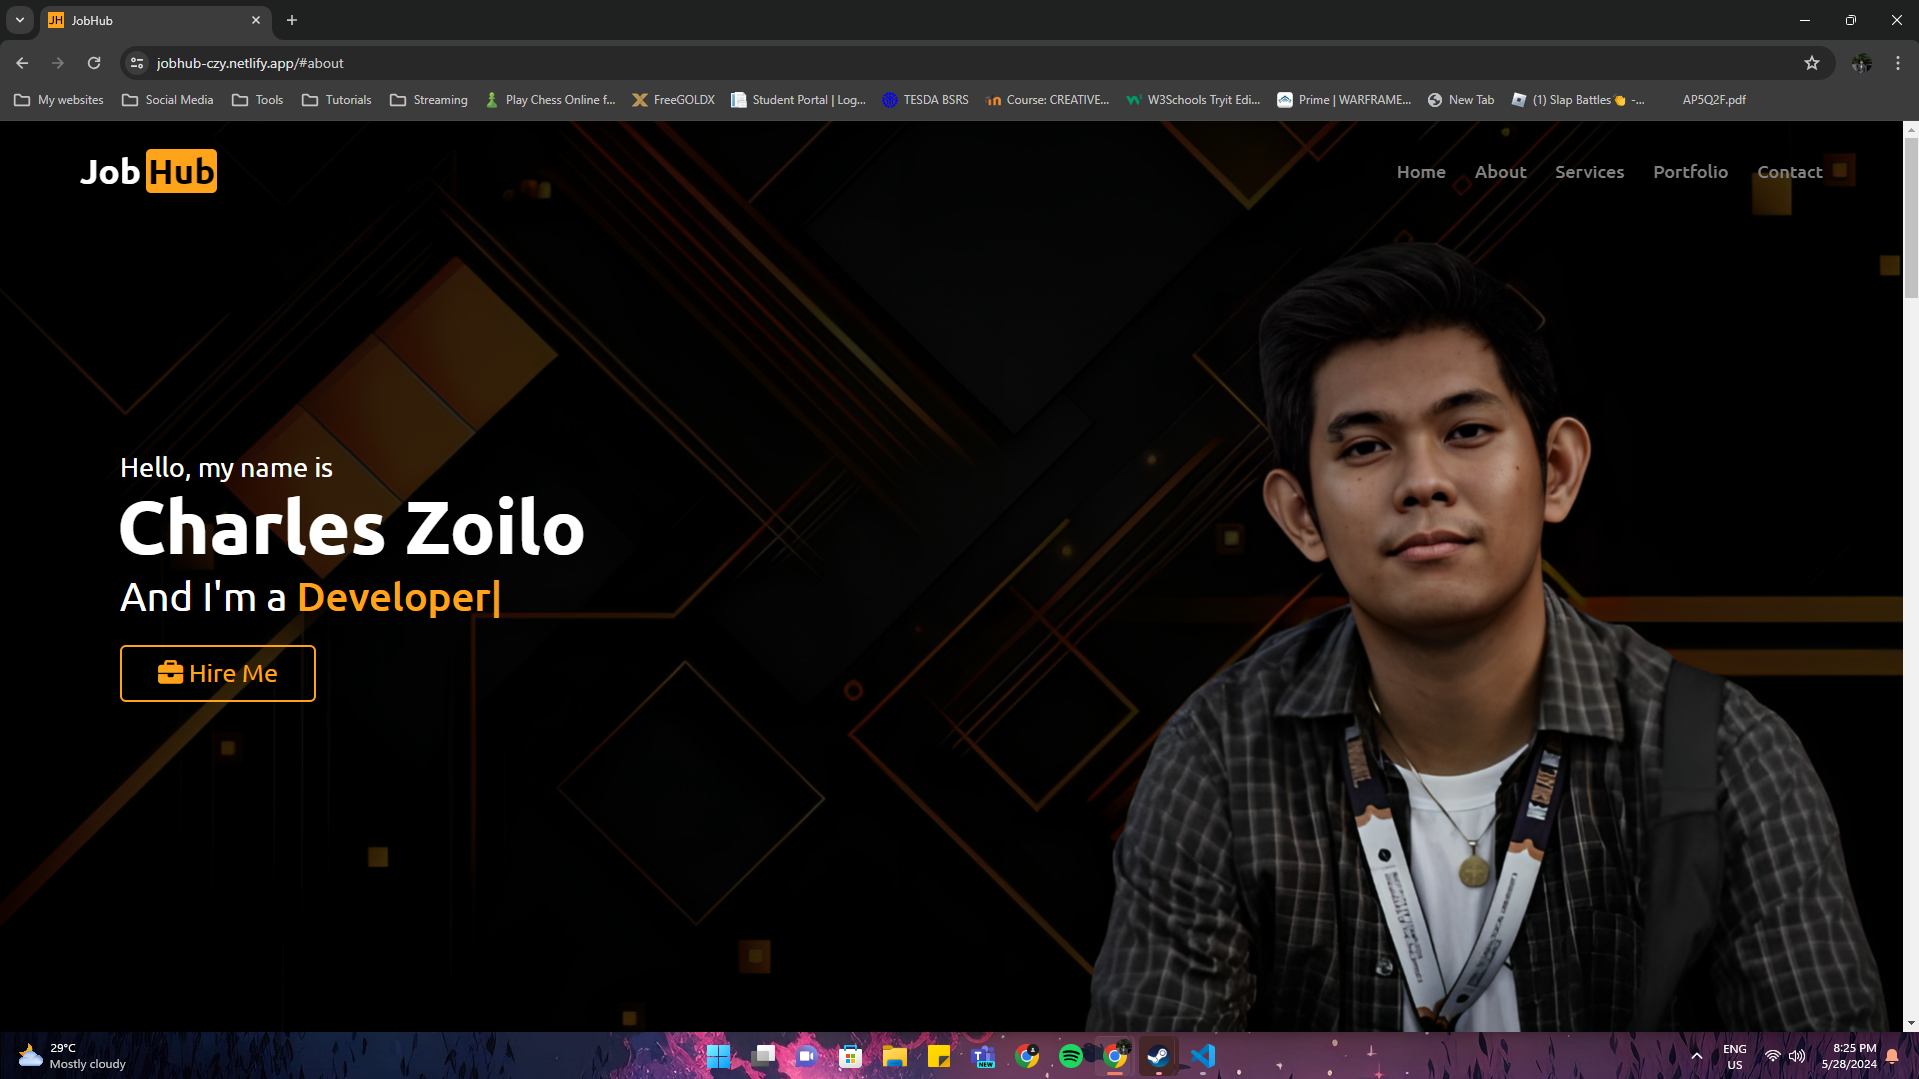 JH JobHub
jobhub-czy.netlify.app/#about
My websites Social Media Tools Tutorials Streaming Play Chess Online f... FreeGOLDX Student Portal | Log... TESDA BSRS Course: CREATIVE... W3Schools Tryit Edi... Prime | WARFRAME... New Tab (1) Slap Battles👏 -... AP5Q2F.pdf
Job Hub
Home About Services Portfolio Contact
Hello, my name is
Charles Zoilo
And I'm a Developer|
Hire Me
29°C
Mostly cloudy
NEW
ENG
US
8:25 PM
5/28/2024